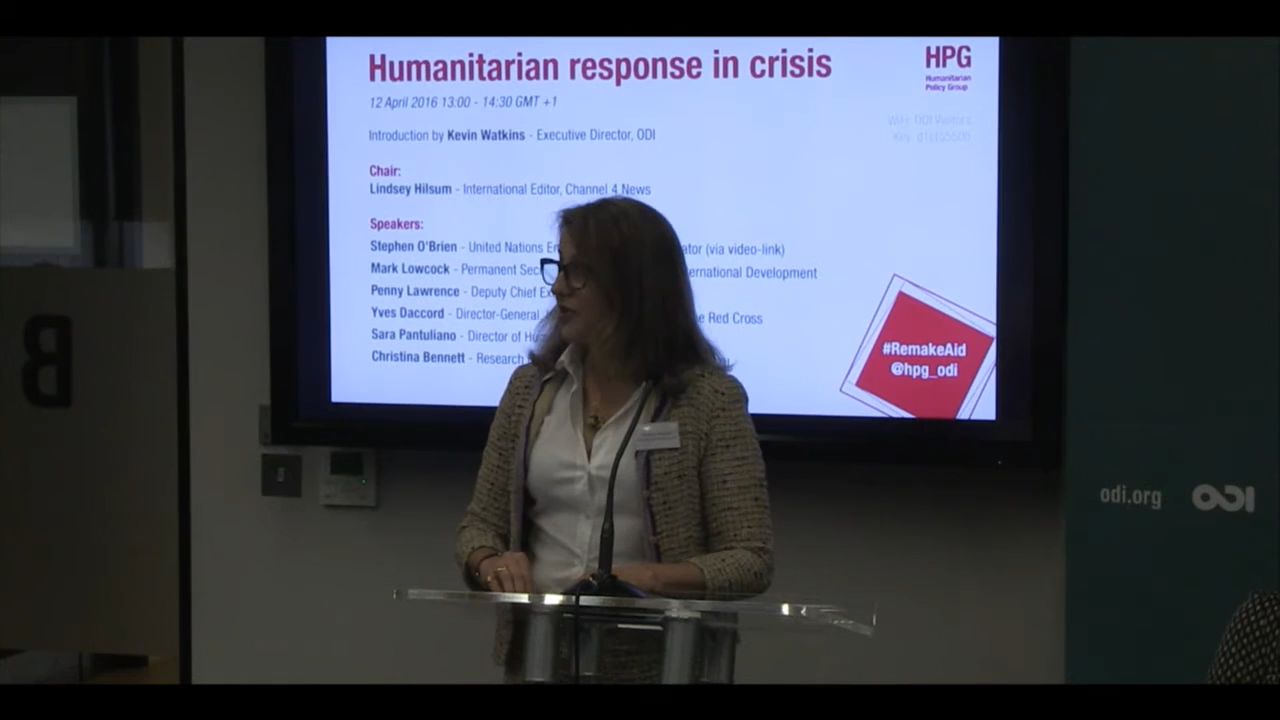 Humanitarian response in crisis
HPG
Humanitarian
Policy Group
12 April 2016 13:00 - 14:30 GMT +1
Introduction by Kevin Watkins - Executive Director, ODI
Chair:
Lindsey Hilsum - International Editor, Channel 4 News
Speakers:
Stephen O'Brien - United Nations (via video-link)
Mark Lowcock - Permanent Development
Penny Lawrence - Deputy Chief
Yves Daccord - Director-General, Red Cross
Sara Pantuliano - Director of
Christina Bennett - Research
#RemakeAid
@hpg_odi
B
odi.org ODI